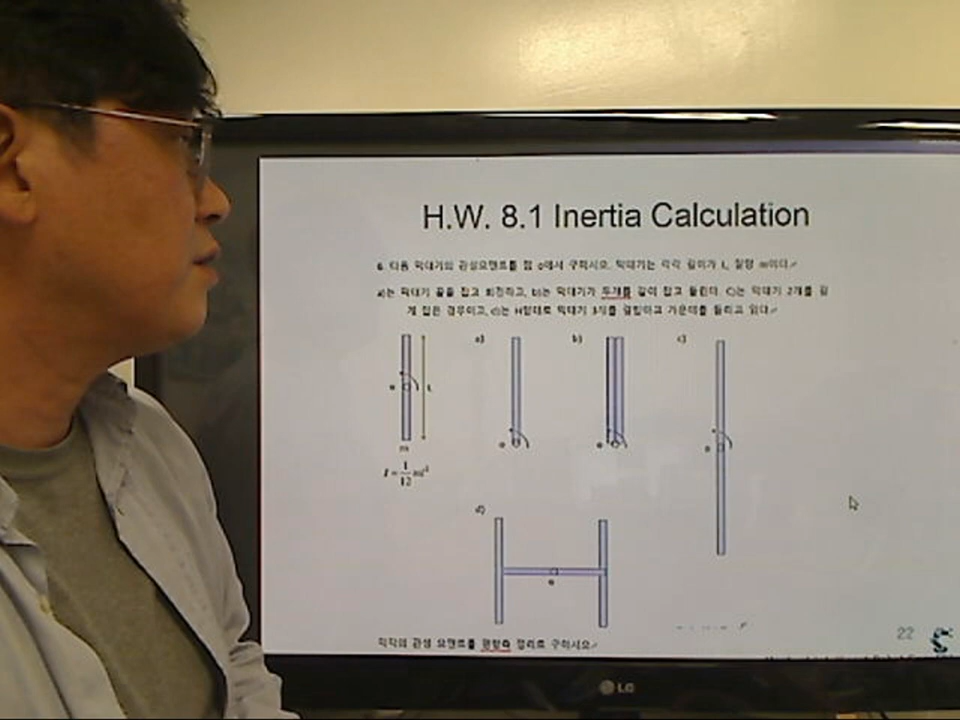 H.W. 8.1 Inertia Calculation
6. 다음 막대기의 관성모멘트를 점 o에서 구하시오. 막대기는 각각 길이가 L, 질량 m이다.
a)는 막대기 끝을 잡고 회전하고, b)는 막대기가 두개를 같이 잡고 돌린다. C)는 막대기 2개를 길
게 잡은 경우이고, d)는 H형태로 막대기 3개를 결합하고 가운데를 돌리고 있다.
a)
b)
c)
o
L
o
o
o
m
I = 1/12 ml²
d)
o
각각의 관성 모멘트를 평행축 정리로 구하시오.
22
LG